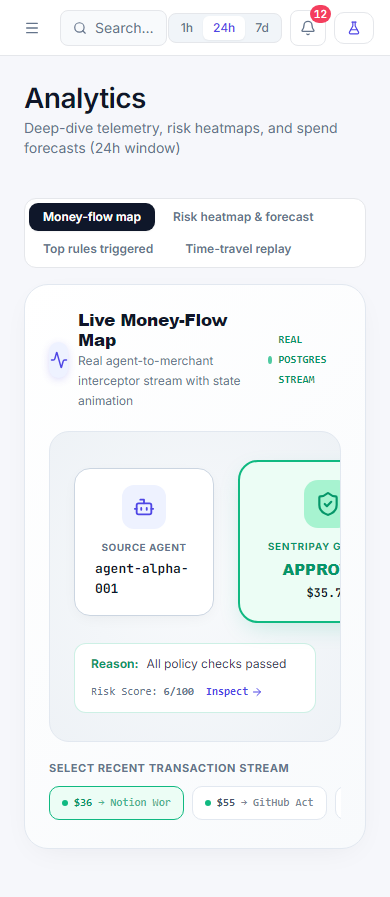 Search...
1h 24h 7d
12
Analytics
Deep-dive telemetry, risk heatmaps, and spend
forecasts (24h window)
Money-flow map Risk heatmap & forecast
Top rules triggered Time-travel replay
Live Money-Flow
Map
Real agent-to-merchant
interceptor stream with state
animation
REAL
POSTGRES
STREAM
SOURCE AGENT
agent-alpha-
001
SENTRIPAY G
APPRO
$35.7
Reason: All policy checks passed
Risk Score: 6/100 Inspect →
SELECT RECENT TRANSACTION STREAM
$36 → Notion Wor
$55 → GitHub Act